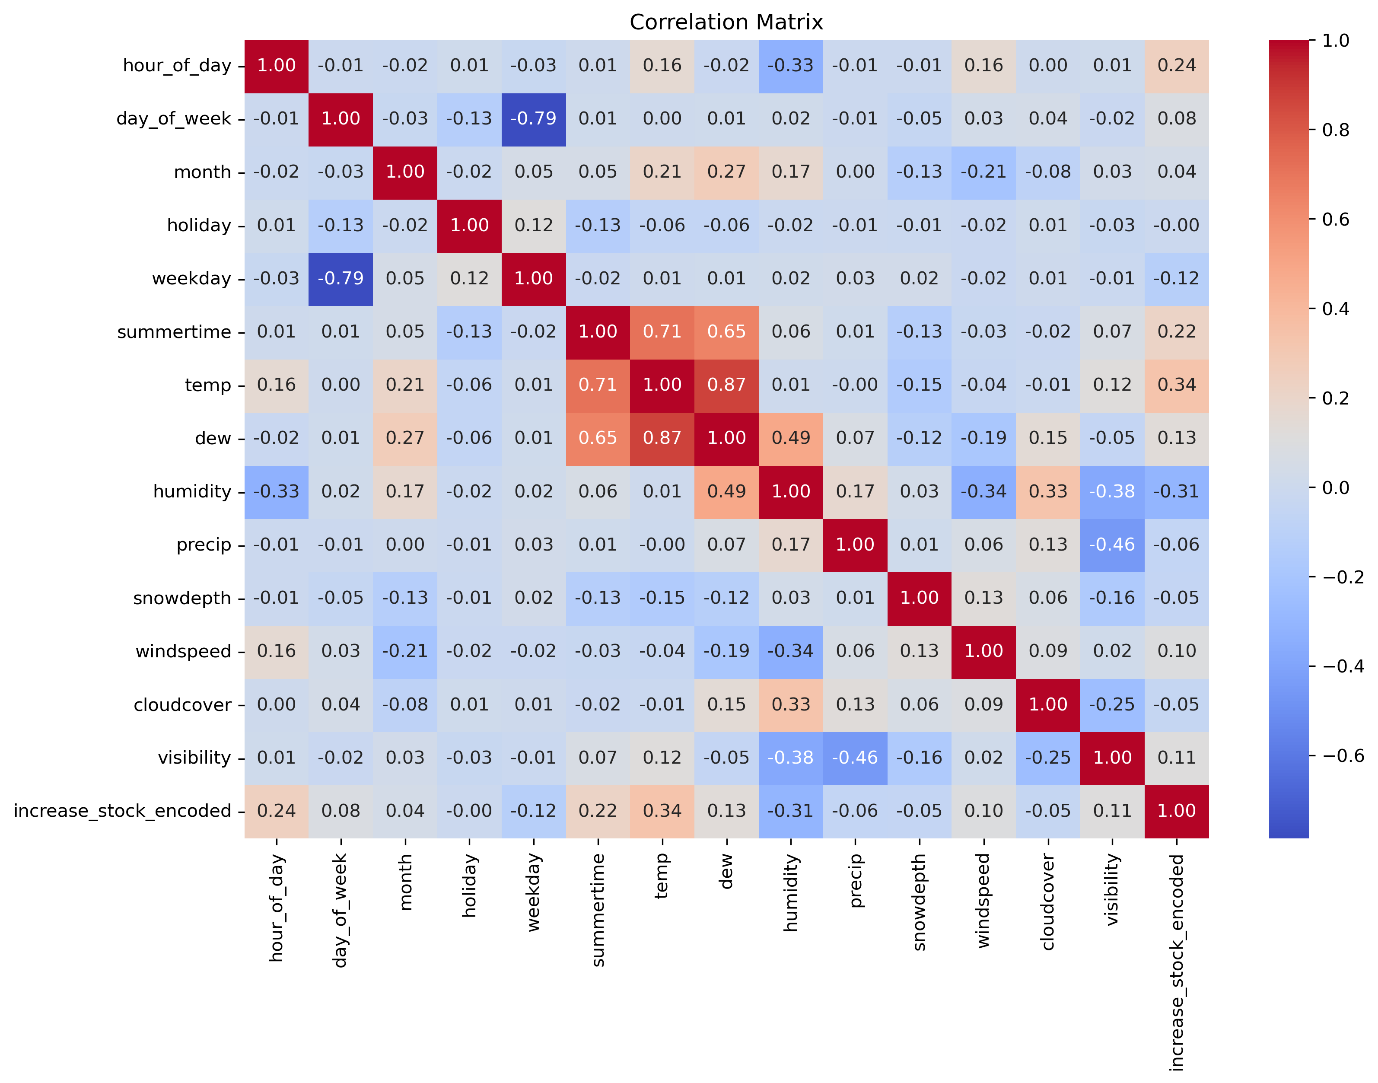 Correlation Matrix
hour_of_day 1.00 -0.01 -0.02 0.01 -0.03 0.01 0.16 -0.02 -0.33 -0.01 -0.01 0.16 0.00 0.01 0.24
day_of_week -0.01 1.00 -0.03 -0.13 -0.79 0.01 0.00 0.01 0.02 -0.01 -0.05 0.03 0.04 -0.02 0.08
month -0.02 -0.03 1.00 -0.02 0.05 0.05 0.21 0.27 0.17 0.00 -0.13 -0.21 -0.08 0.03 0.04
holiday 0.01 -0.13 -0.02 1.00 0.12 -0.13 -0.06 -0.06 -0.02 -0.01 -0.01 -0.02 0.01 -0.03 -0.00
weekday -0.03 -0.79 0.05 0.12 1.00 -0.02 0.01 0.01 0.02 0.03 0.02 -0.02 0.01 -0.01 -0.12
summertime 0.01 0.01 0.05 -0.13 -0.02 1.00 0.71 0.65 0.06 0.01 -0.13 -0.03 -0.02 0.07 0.22
temp 0.16 0.00 0.21 -0.06 0.01 0.71 1.00 0.87 0.01 -0.00 -0.15 -0.04 -0.01 0.12 0.34
dew -0.02 0.01 0.27 -0.06 0.01 0.65 0.87 1.00 0.49 0.07 -0.12 -0.19 0.15 -0.05 0.13
humidity -0.33 0.02 0.17 -0.02 0.02 0.06 0.01 0.49 1.00 0.17 0.03 -0.34 0.33 -0.38 -0.31
precip -0.01 -0.01 0.00 -0.01 0.03 0.01 -0.00 0.07 0.17 1.00 0.01 0.06 0.13 -0.46 -0.06
snowdepth -0.01 -0.05 -0.13 -0.01 0.02 -0.13 -0.15 -0.12 0.03 0.01 1.00 0.13 0.06 -0.16 -0.05
windspeed 0.16 0.03 -0.21 -0.02 -0.02 -0.03 -0.04 -0.19 -0.34 0.06 0.13 1.00 0.09 0.02 0.10
cloudcover 0.00 0.04 -0.08 0.01 0.01 -0.02 -0.01 0.15 0.33 0.13 0.06 0.09 1.00 -0.25 -0.05
visibility 0.01 -0.02 0.03 -0.03 -0.01 0.07 0.12 -0.05 -0.38 -0.46 -0.16 0.02 -0.25 1.00 0.11
increase_stock_encoded 0.24 0.08 0.04 -0.00 -0.12 0.22 0.34 0.13 -0.31 -0.06 -0.05 0.10 -0.05 0.11 1.00
hour_of_day
day_of_week
month
holiday
weekday
summertime
temp
dew
humidity
precip
snowdepth
windspeed
cloudcover
visibility
increase_stock_encoded
1.0
0.8
0.6
0.4
0.2
0.0
−0.2
−0.4
−0.6